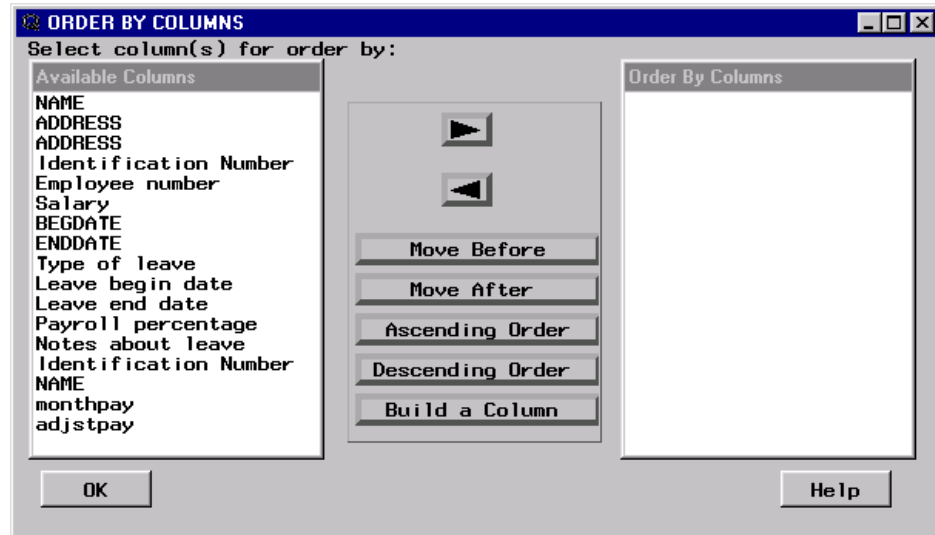 ORDER BY COLUMNS
Select column(s) for order by:
Available Columns
NAME
ADDRESS
ADDRESS
Identification Number
Employee number
Salary
BEGDATE
ENDDATE
Type of leave
Leave begin date
Leave end date
Payroll percentage
Notes about leave
Identification Number
NAME
monthpay
adjstpay
Move Before
Move After
Ascending Order
Descending Order
Build a Column
Order By Columns
OK
Help